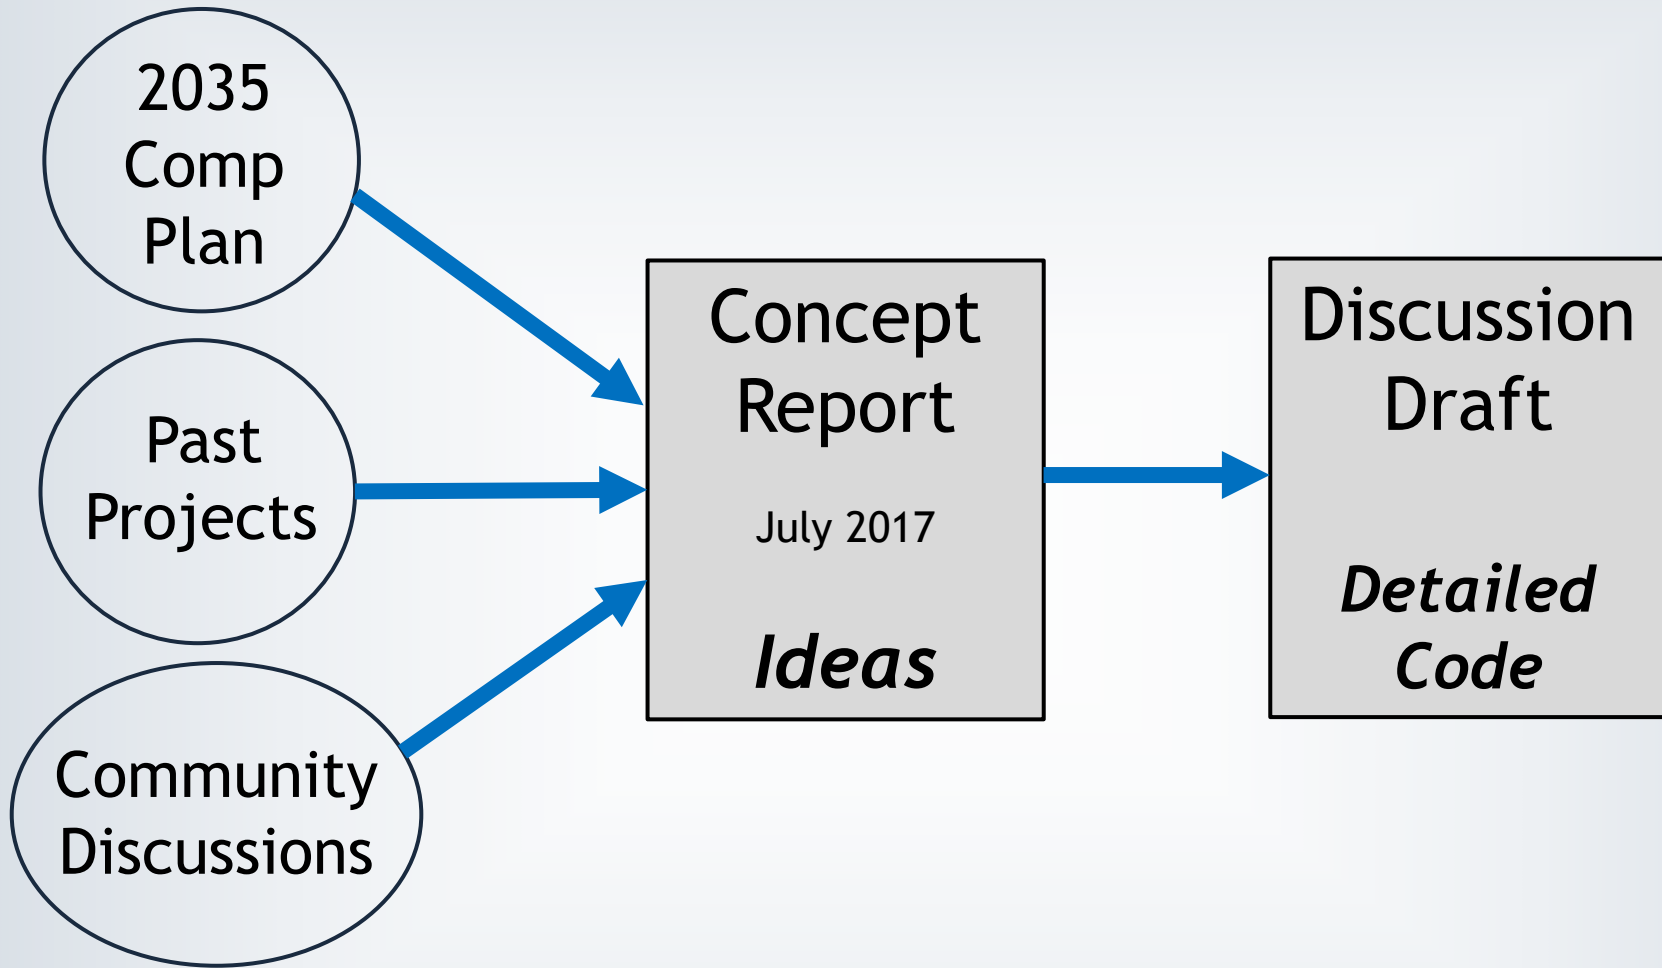 2035
Comp
Plan
Past
Projects
Community
Discussions
Concept
Report
July 2017
Ideas
Discussion
Draft
Detailed
Code